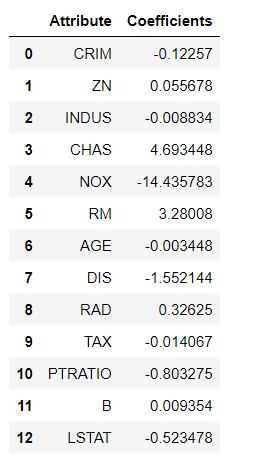 Attribute Coefficients
0 CRIM -0.12257
1 ZN 0.055678
2 INDUS -0.008834
3 CHAS 4.693448
4 NOX -14.435783
5 RM 3.28008
6 AGE -0.003448
7 DIS -1.552144
8 RAD 0.32625
9 TAX -0.014067
10 PTRATIO -0.803275
11 B 0.009354
12 LSTAT -0.523478